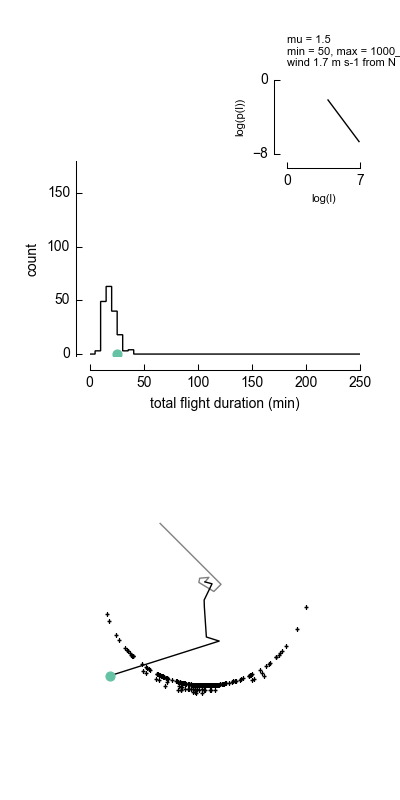 mu = 1.5
min = 50, max = 1000_
wind 1.7 m s-1 from N
0
log(p(l))
−8
0
7
log(l)
150
100
50
0
count
0
50
100
150
200
250
total flight duration (min)